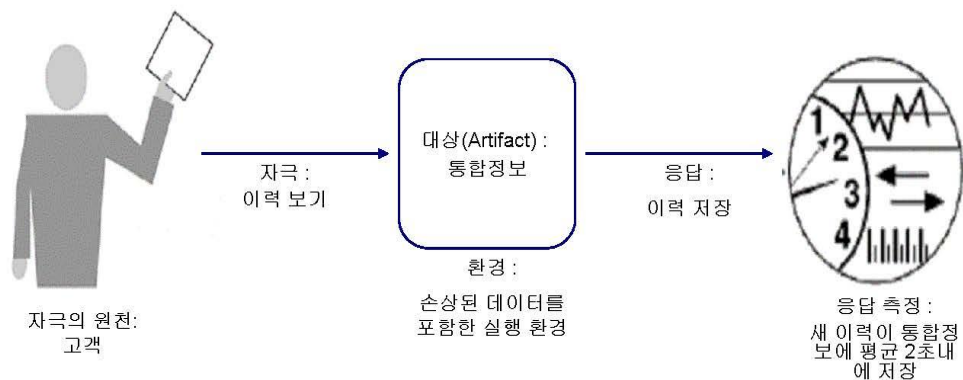 자극의 원천:
고객
자극 :
이력 보기
대상(Artifact) :
통합정보
환경 :
손상된 데이터를
포함한 실행 환경
응답 :
이력 저장
1
2
3
4
응답 측정 :
새 이력이 통합정
보에 평균 2초내
에 저장